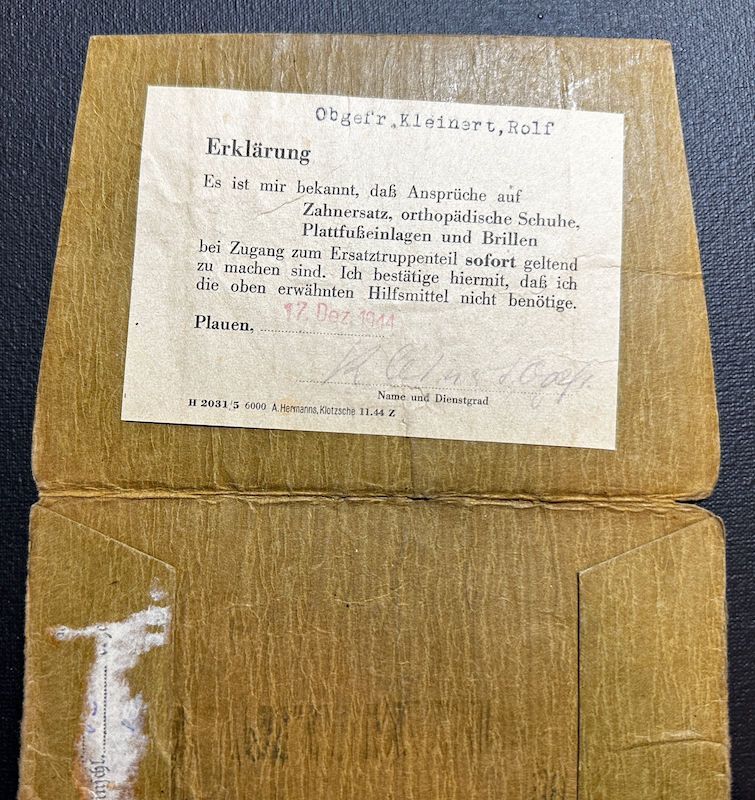 Obgefr. Kleinert, Rolf
Erklärung
Es ist mir bekannt, daß Ansprüche auf
Zahnersatz, orthopädische Schuhe,
Plattfußeinlagen und Brillen
bei Zugang zum Ersatztruppenteil sofort geltend
zu machen sind. Ich bestätige hiermit, daß ich
die oben erwähnten Hilfsmittel nicht benötige.
Plauen, 17. Dez. 1944
Name und Dienstgrad
H 2031/5 6000 A. Hermanns, Klotzsche 11.44 Z